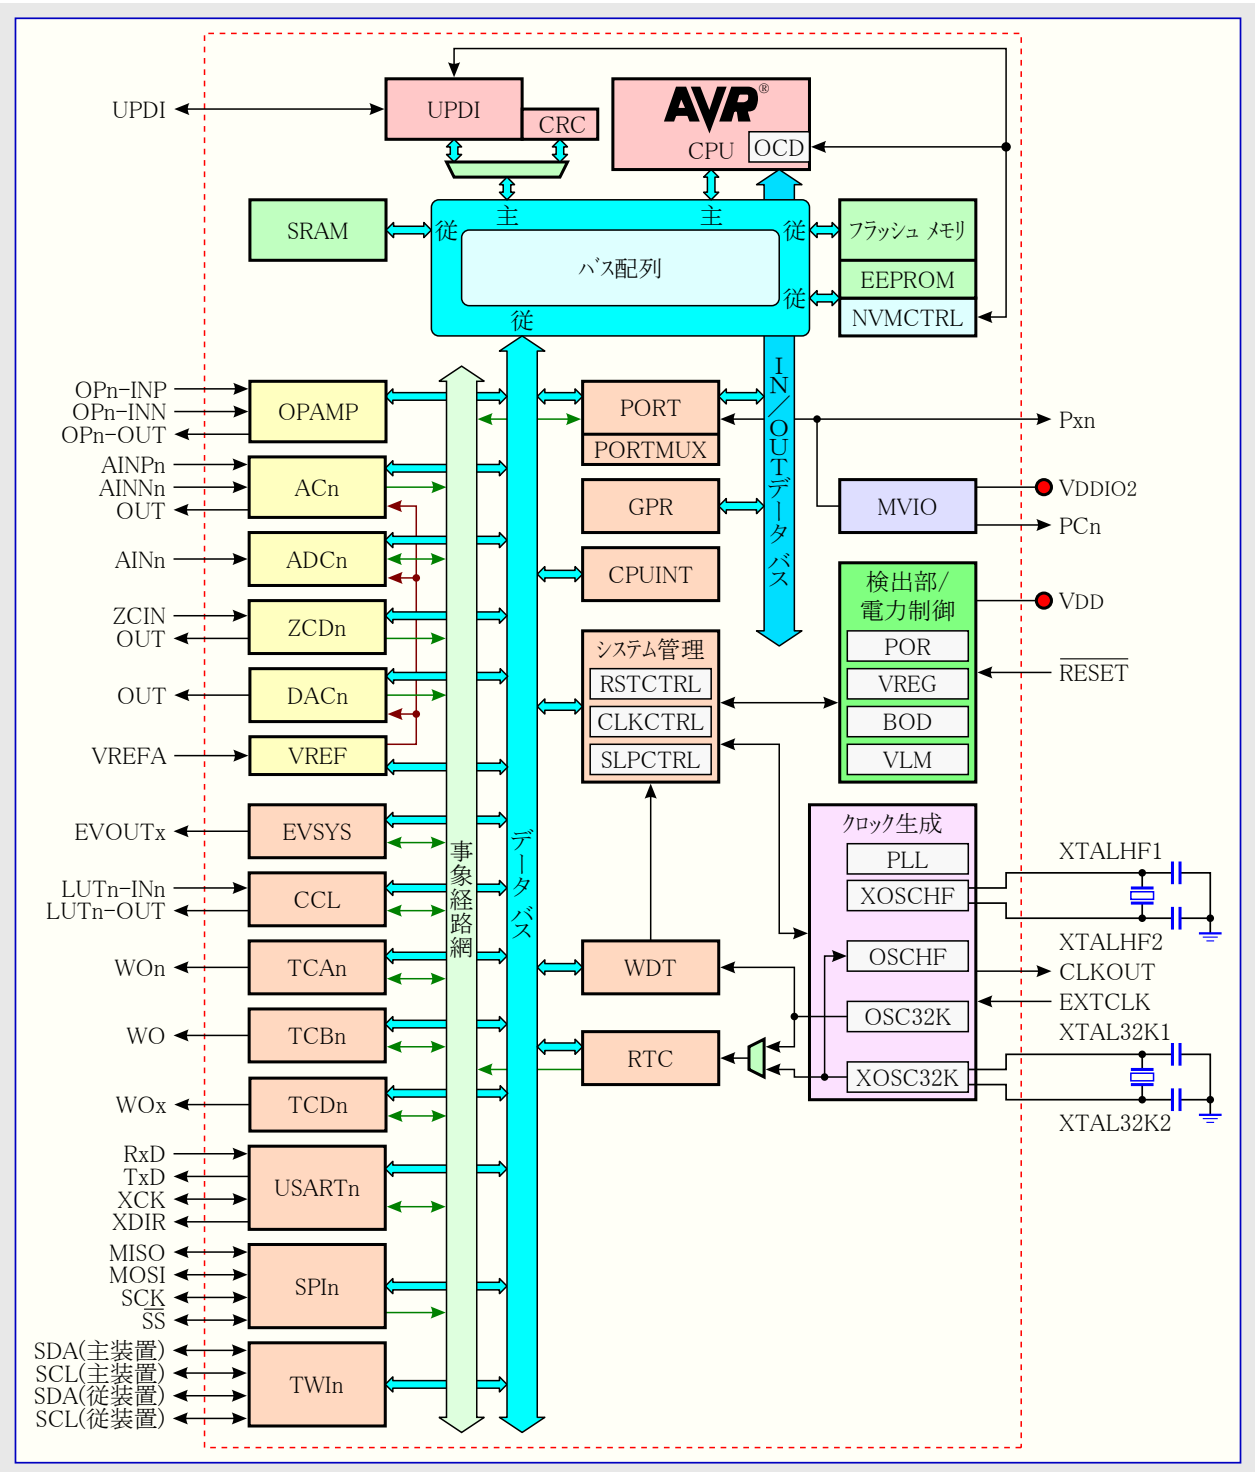 UPDI
UPDI
CRC
AVR®
CPU
OCD
SRAM
主
主
従
従
従
従
バス配列
フラッシュ メモリ
EEPROM
NVMCTRL
OPn-INP
OPn-INN
OPn-OUT
OPAMP
AINPn
AINNn
OUT
ACn
AINn
ADCn
ZCIN
OUT
ZCDn
OUT
DACn
VREFA
VREF
EVOUTx
EVSYS
LUTn-INn
LUTn-OUT
CCL
WOn
TCAn
WO
TCBn
WOx
TCDn
RxD
TxD
XCK
XDIR
USARTn
MISO
MOSI
SCK
SS
SPIn
SDA(主装置)
SCL(主装置)
SDA(従装置)
SCL(従装置)
TWIn
事象経路網
データ バス
IN/OUTデータ バス
PORT
PORTMUX
GPR
CPUINT
システム管理
RSTCTRL
CLKCTRL
SLPCTRL
WDT
RTC
Pxn
MVIO
VDDIO2
PCn
検出部/
電力制御
POR
VREG
BOD
VLM
VDD
RESET
クロック生成
PLL
XOSCHF
OSCHF
OSC32K
XOSC32K
XTALHF1
XTALHF2
CLKOUT
EXTCLK
XTAL32K1
XTAL32K2